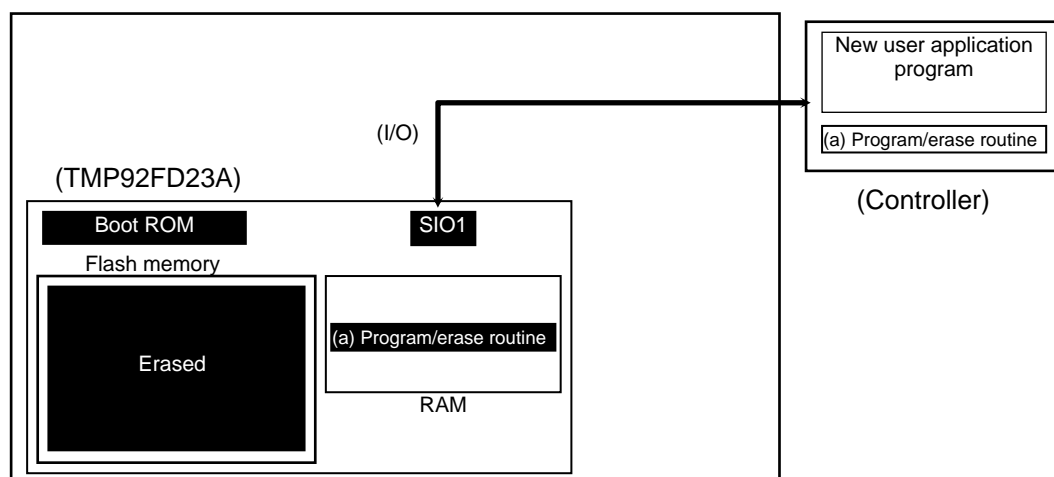 New user application
program
(I/O)
(a) Program/erase routine
(TMP92FD23A)
(Controller)
Boot ROM
SIO1
Flash memory
(a) Program/erase routine
Erased
RAM